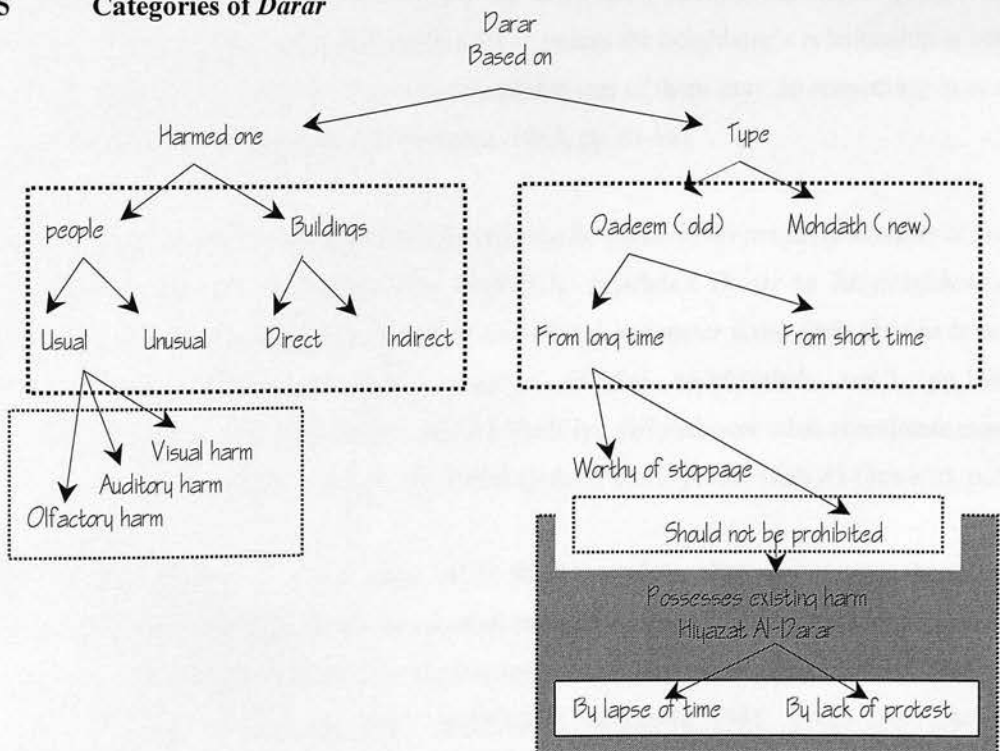 5 Categories of Darar
Darar
Based on
Harmed one
Type
people
Buildings
Qadeem ( old)
Mohdath ( new)
Usual
Unusual
Direct
Indirect
From long time
From short time
Visual harm
Auditory harm
Olfactory harm
Worthy of stoppage
Should not be prohibited
Possesses existing harm
Hiyazat Al-Darar
By lapse of time
By lack of protest